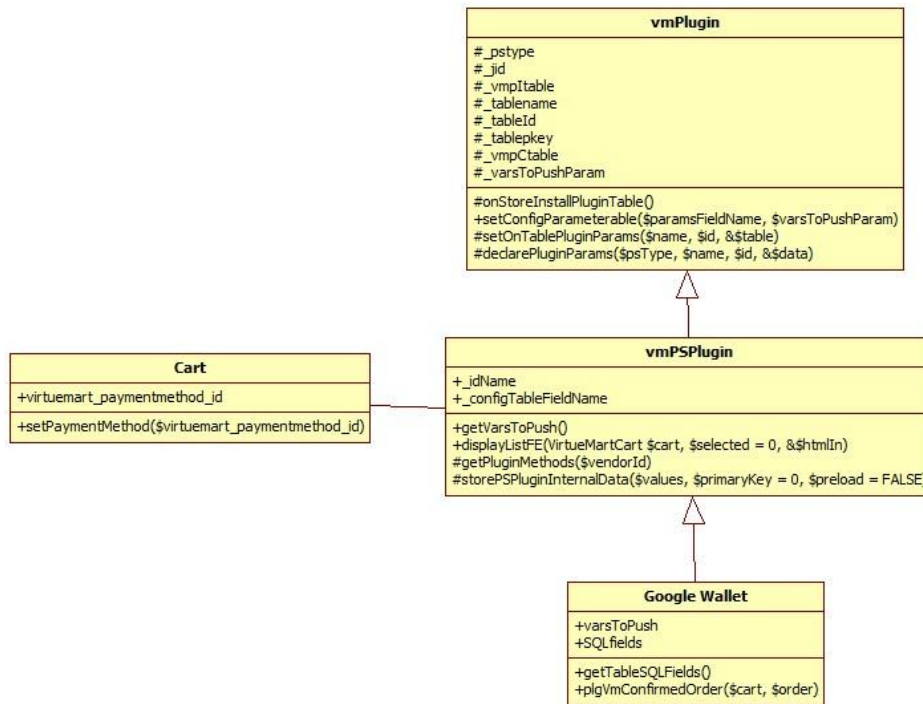 vmPlugin
#_pstype
#_jid
#_vmpItable
#_tablename
#_tableId
#_tablepkey
#_vmpCtable
#_varsToPushParam
#onStoreInstallPluginTable()
+setConfigParameterable($paramsFieldName, $varsToPushParam)
#setOnTablePluginParams($name, $id, &$table)
#declarePluginParams($psType, $name, $id, &$data)
Cart
+virtuemart_paymentmethod_id
+setPaymentMethod($virtuemart_paymentmethod_id)
vmPSPlugin
+_idName
+_configTableFieldName
+getVarsToPush()
+displayListFE(VirtueMartCart $cart, $selected = 0, &$htmlIn)
#getPluginMethods($vendorId)
#storePSPluginInternalData($values, $primaryKey = 0, $preload = FALSE)
Google Wallet
+varsToPush
+SQLfields
+getTableSQLFields()
+plgVmConfirmedOrder($cart, $order)